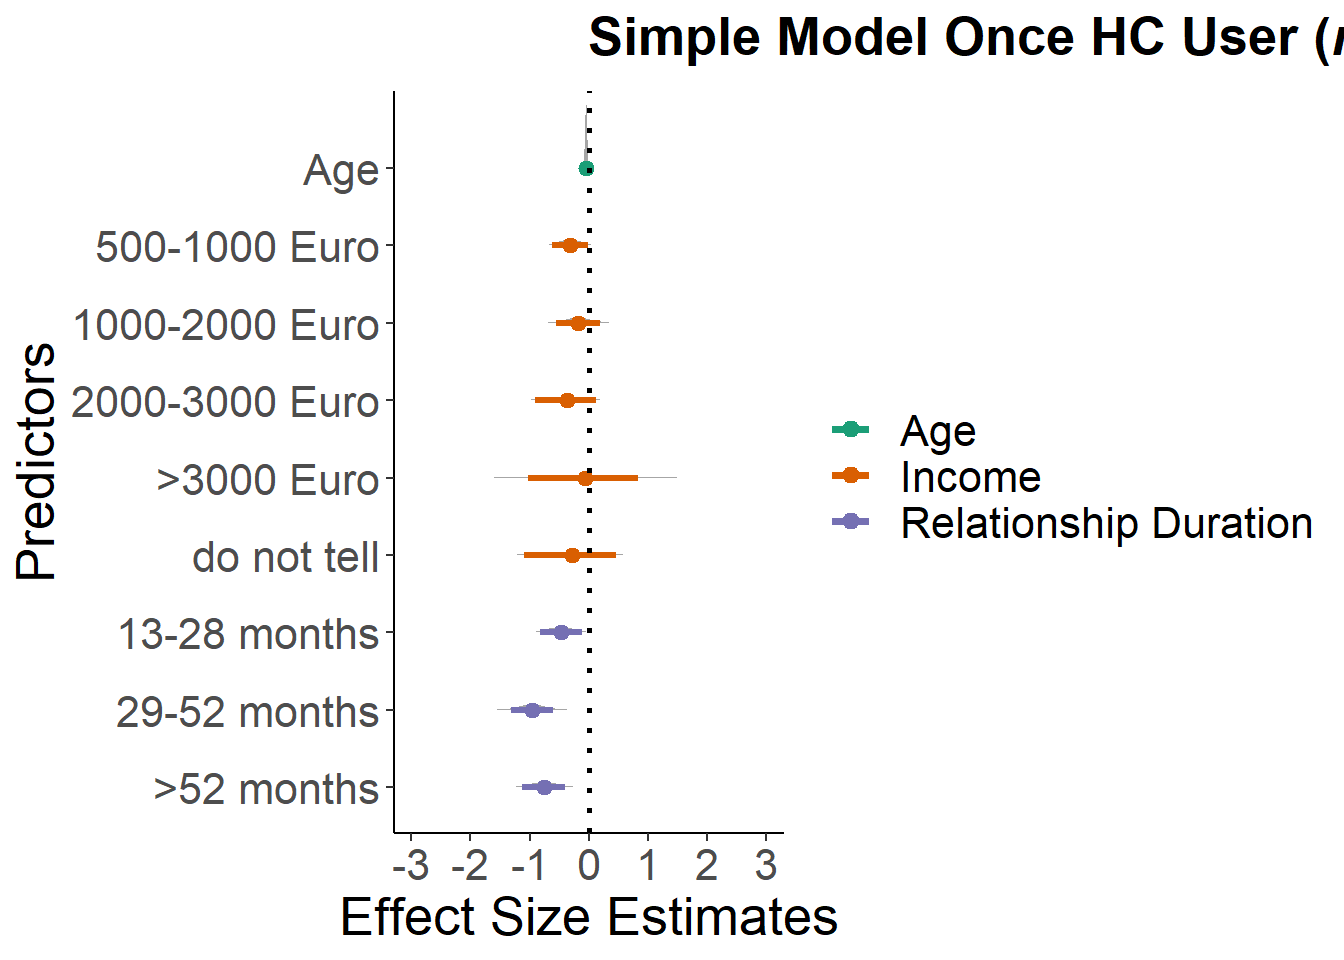 Simple Model Once HC User (
Predictors
Age
500-1000 Euro
1000-2000 Euro
2000-3000 Euro
>3000 Euro
do not tell
13-28 months
29-52 months
>52 months
-3 -2 -1 0 1 2 3
Effect Size Estimates
Age
Income
Relationship Duration